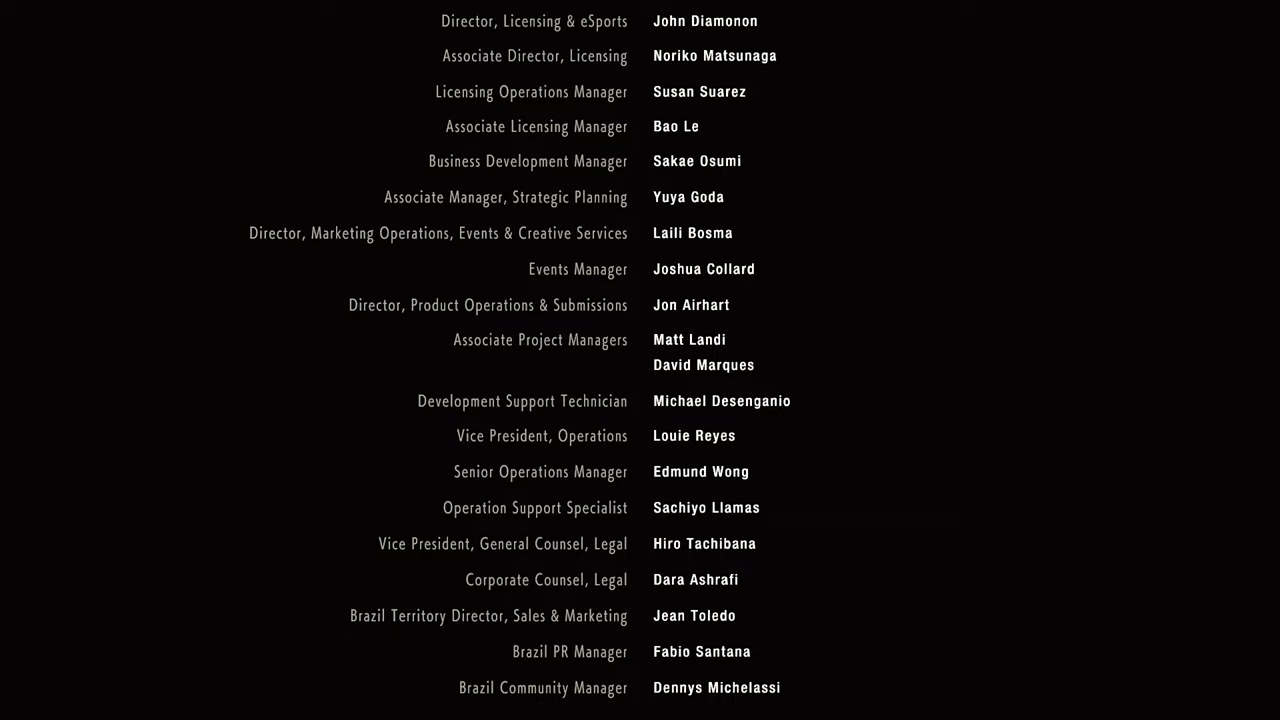 Director, Licensing & eSports John Diamonon
Associate Director, Licensing Noriko Matsunaga
Licensing Operations Manager Susan Suarez
Associate Licensing Manager Bao Le
Business Development Manager Sakae Osumi
Associate Manager, Strategic Planning Yuya Goda
Director, Marketing Operations, Events & Creative Services Laili Bosma
Events Manager Joshua Collard
Director, Product Operations & Submissions Jon Airhart
Associate Project Managers Matt Landi
David Marques
Development Support Technician Michael Desenganio
Vice President, Operations Louie Reyes
Senior Operations Manager Edmund Wong
Operation Support Specialist Sachiyo Llamas
Vice President, General Counsel, Legal Hiro Tachibana
Corporate Counsel, Legal Dara Ashrafi
Brazil Territory Director, Sales & Marketing Jean Toledo
Brazil PR Manager Fabio Santana
Brazil Community Manager Dennys Michelassi